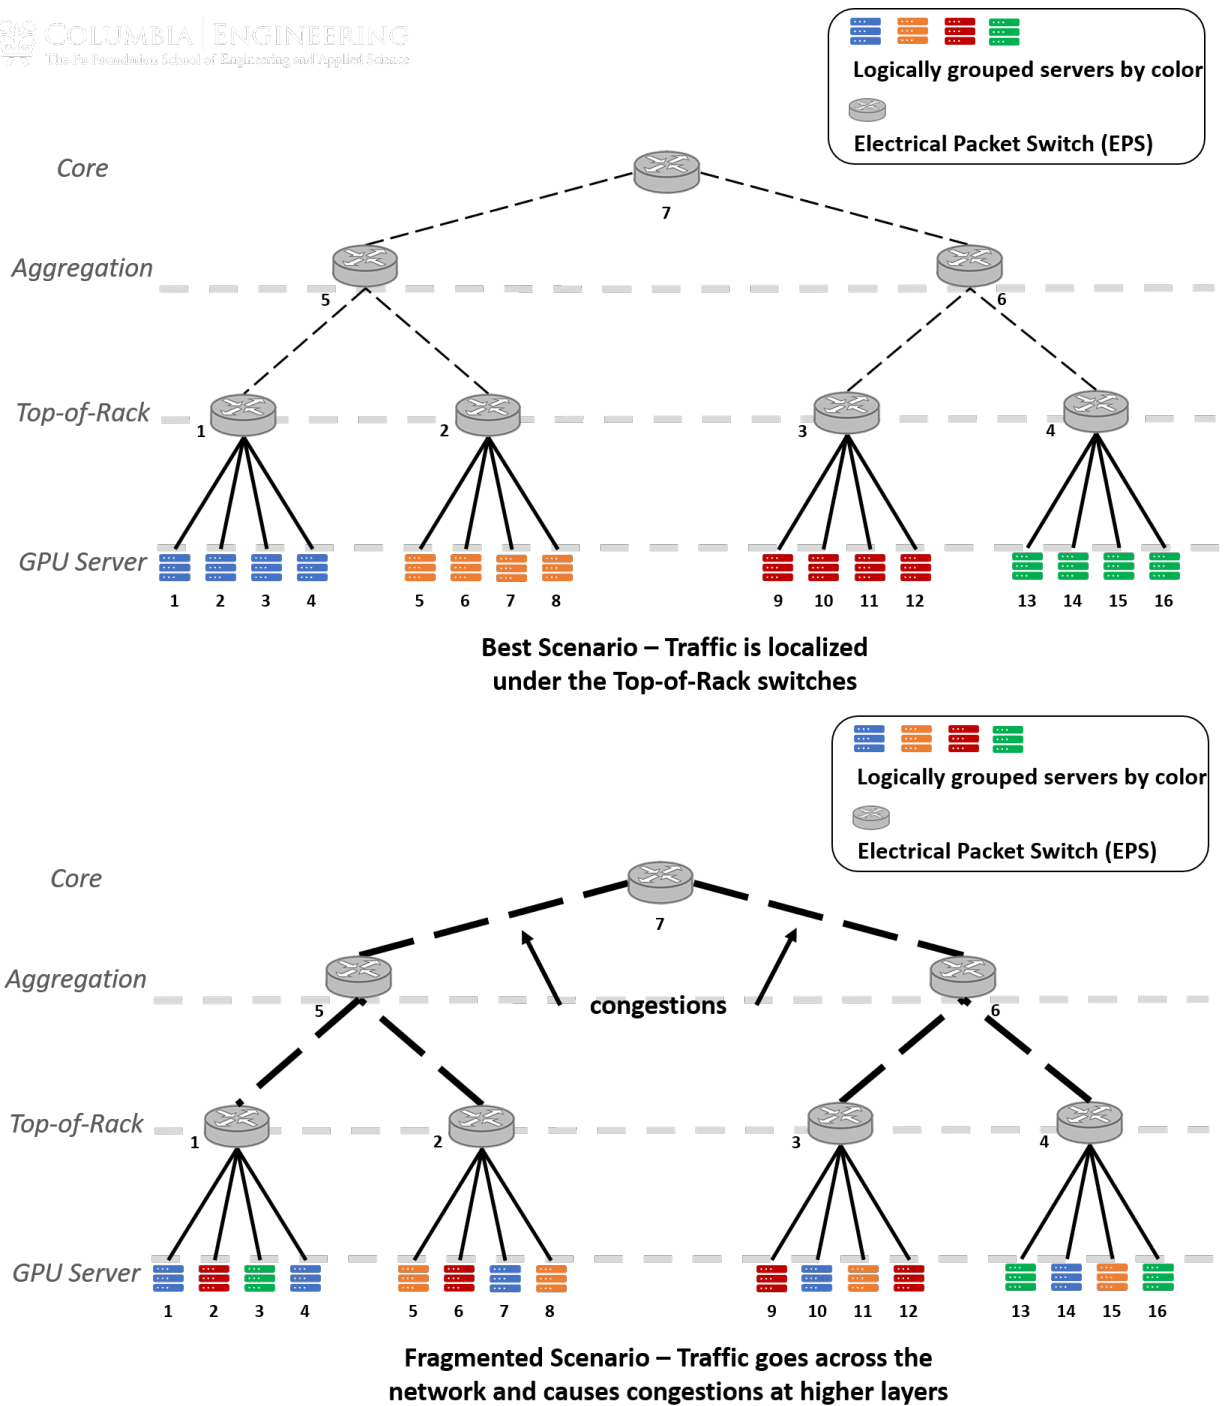 COLUMBIA | ENGINEERING
The Fu Foundation School of Engineering and Applied Science
Logically grouped servers by color
Electrical Packet Switch (EPS)
Core
7
Aggregation
5
6
Top-of-Rack
1
2
3
4
GPU Server
1 2 3 4 5 6 7 8 9 10 11 12 13 14 15 16
Best Scenario – Traffic is localized
under the Top-of-Rack switches
Logically grouped servers by color
Electrical Packet Switch (EPS)
Core
7
Aggregation
congestions
5
6
Top-of-Rack
1
2
3
4
GPU Server
1 2 3 4 5 6 7 8 9 10 11 12 13 14 15 16
Fragmented Scenario – Traffic goes across the
network and causes congestions at higher layers